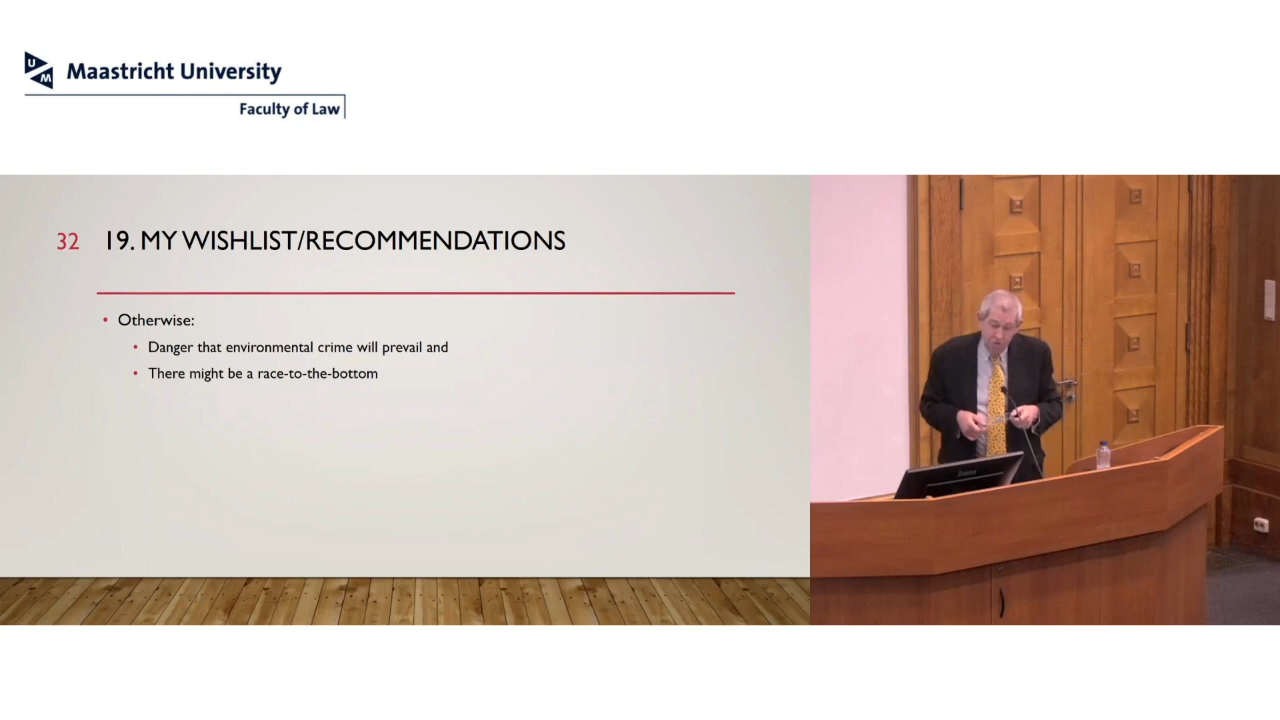 U
M
Maastricht University
Faculty of Law
32 19. MY WISHLIST/RECOMMENDATIONS
• Otherwise:
• Danger that environmental crime will prevail and
• There might be a race-to-the-bottom